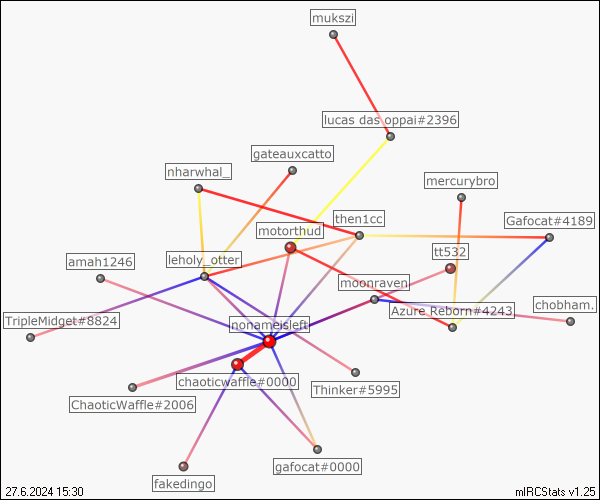 mukszi
lucas das oppai#2396
gateauxcatto
nharwhal_
mercurybro
then1cc
Gafocat#4189
motorthud
tt532
leholy_otter
amah1246
moonraven
chobham.
Azure Reborn#4243
TripleMidget#8824
nonameisleft
chaoticwaffle#0000
Thinker#5995
ChaoticWaffle#2006
gafocat#0000
fakedingo
27.6.2024 15:30
mIRCStats v1.25